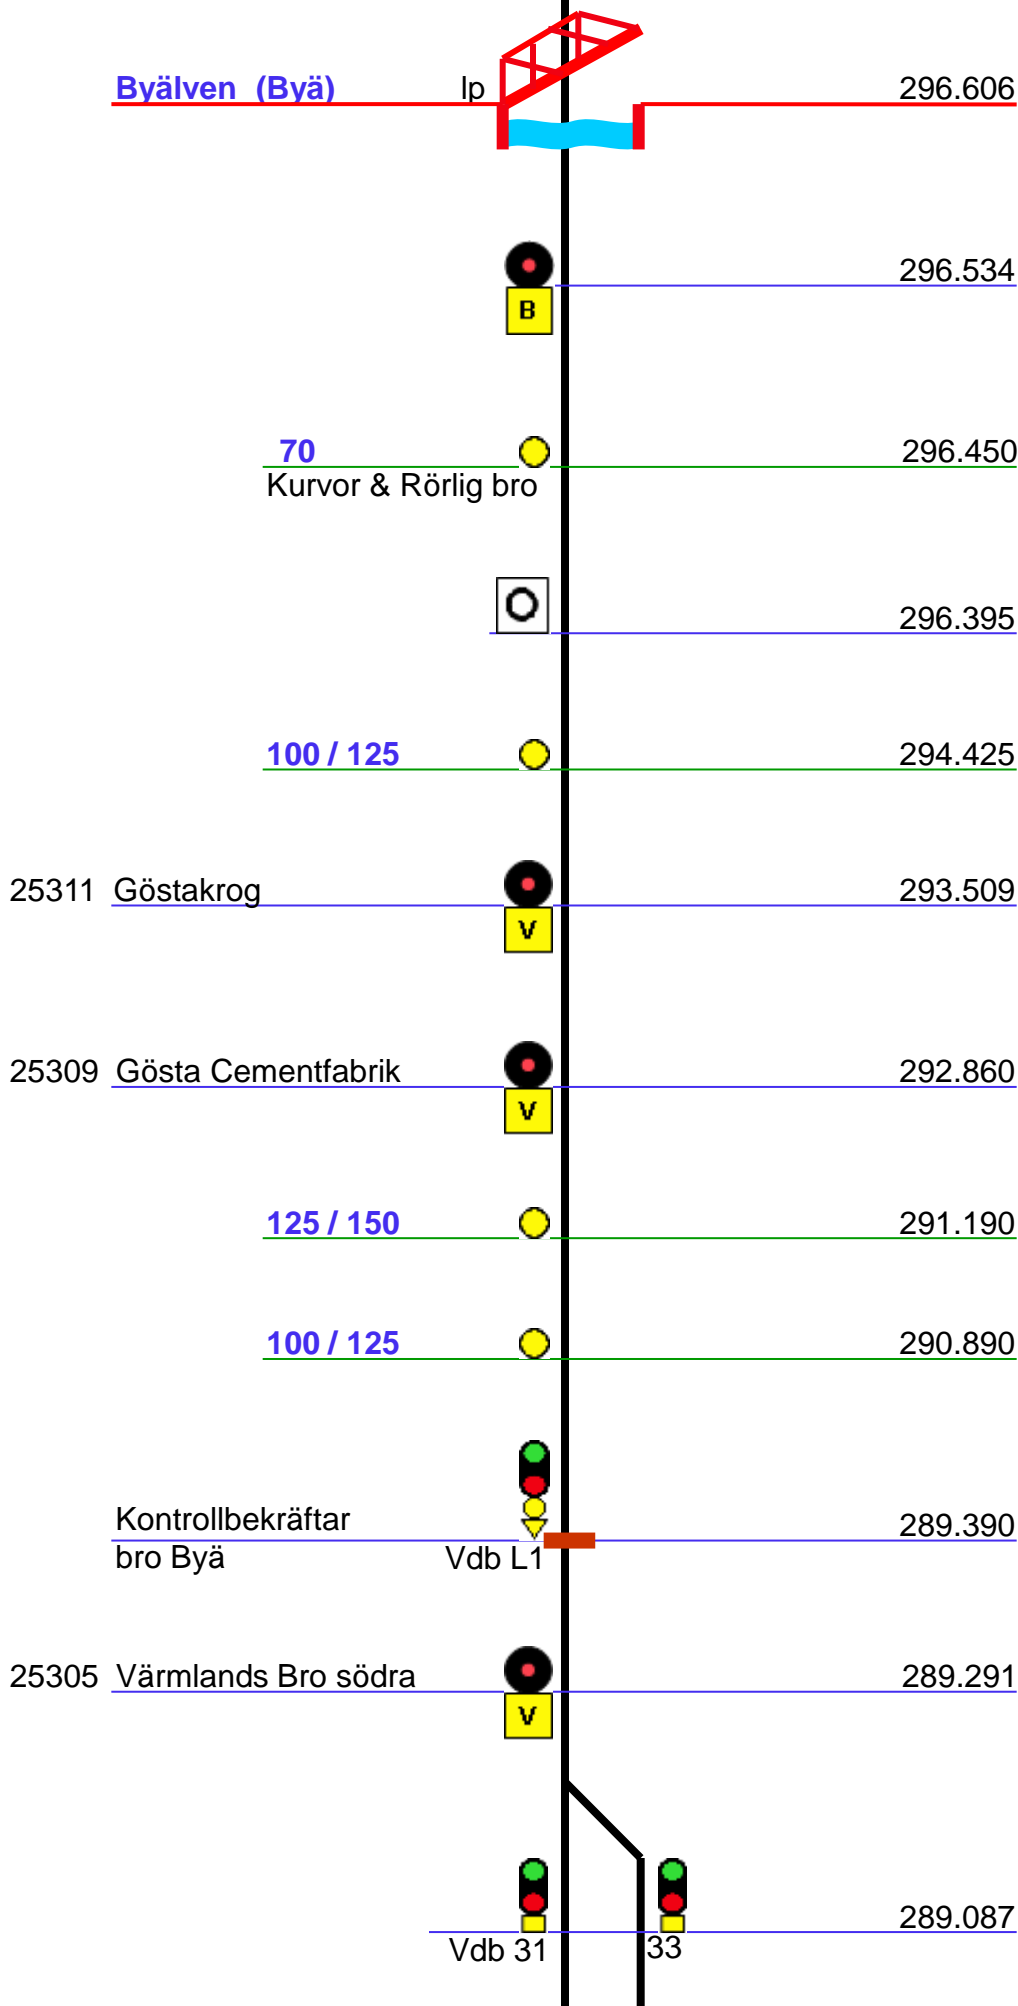 Byälven (Byä) lp 296.606
296.534
B
70 296.450
Kurvor & Rörlig bro
O 296.395
100 / 125 294.425
25311 Göstakrog 293.509
V
25309 Gösta Cementfabrik 292.860
V
125 / 150 291.190
100 / 125 290.890
Kontrollbekräftar 289.390
bro Byä Vdb L1
25305 Värmlands Bro södra 289.291
V
289.087
Vdb 31 33